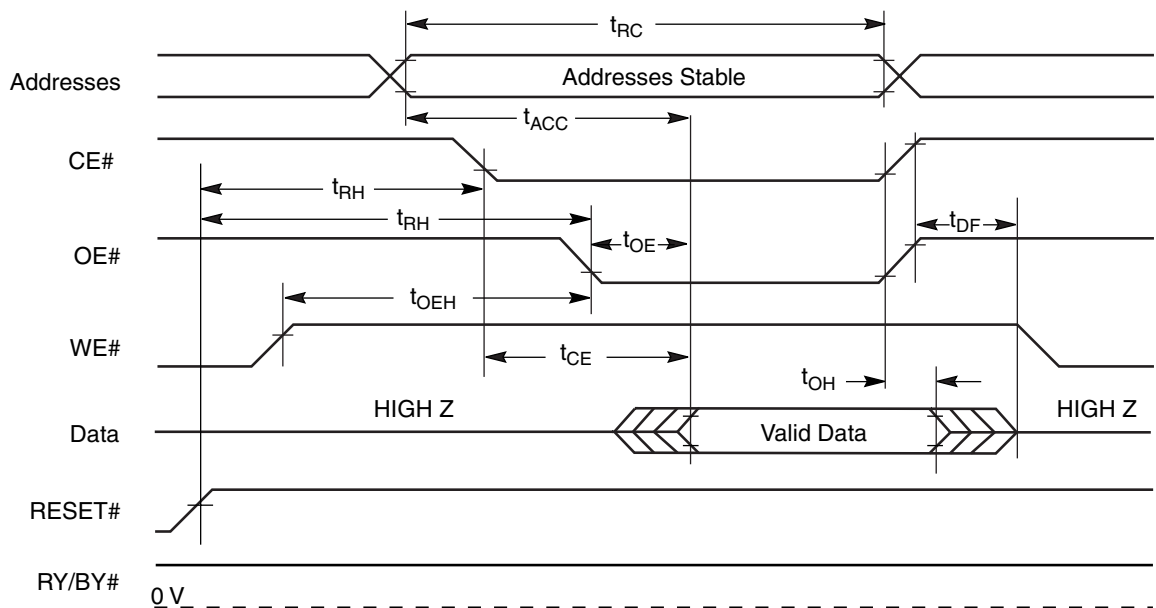 tRC
Addresses
Addresses Stable
tACC
CE#
tRH
tRH
tOE
tDF
OE#
tOEH
WE#
tCE
tOH
HIGH Z
HIGH Z
Data
Valid Data
RESET#
RY/BY#
0 V